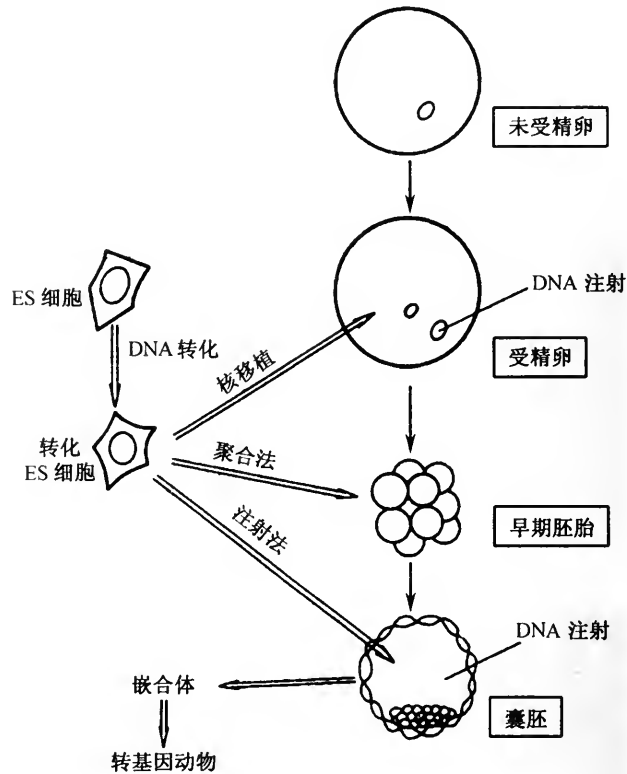 未受精卵
DNA 注射
受精卵
ES 细胞
DNA 转化
核移植
转化
ES 细胞
聚合法
早期胚胎
注射法
DNA 注射
囊胚
嵌合体
转基因动物